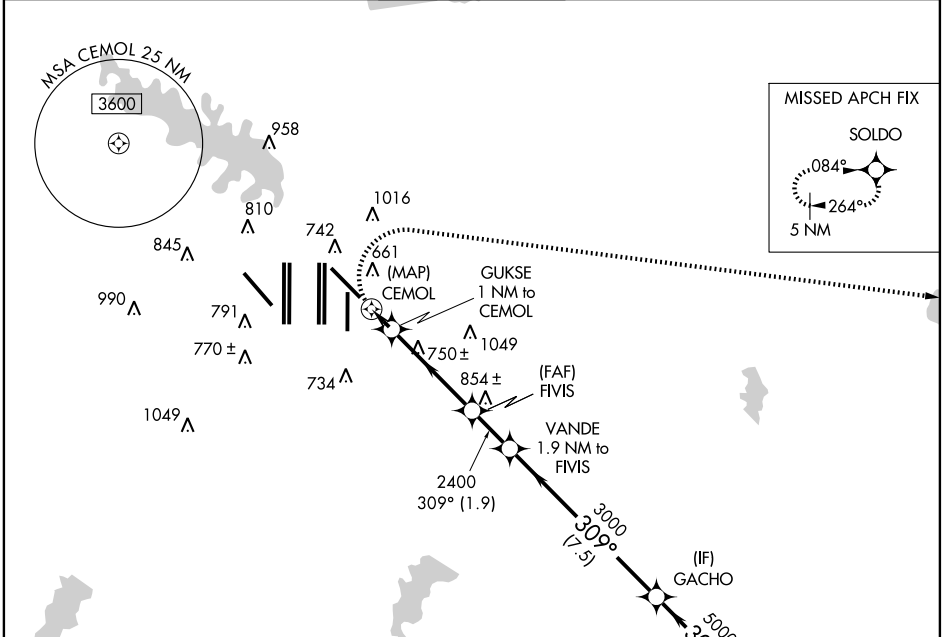 MSA CEMOL 25 NM
3600
958
810
845
742
1016
661
990
791
770 ±
734
1049
(MAP)
CEMOL
GUKSE
1 NM to
CEMOL
1049
750 ±
854 ±
(FAF)
FIVIS
VANDE
1.9 NM to
FIVIS
2400
309° (1.9)
3000
309°
(7.5)
(IF)
GACHO
5000
MISSED APCH FIX
SOLDO
084°
264°
5 NM